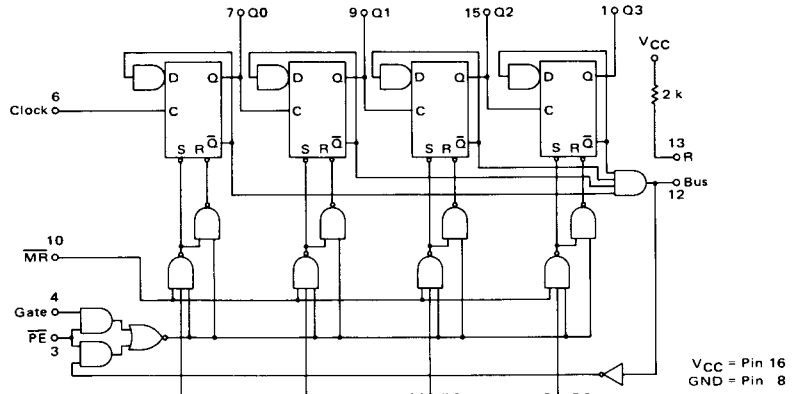 7 Q0
9 Q1
15 Q2
1 Q3
VCC
D Q
D Q
D Q
D Q
2 k
6
Clock
C
C
C
C
13
R
Q
Q
Q
Q
S R
S R
S R
S R
Bus
12
10
MR
4
Gate
PE
3
VCC = Pin 16
GND = Pin 8